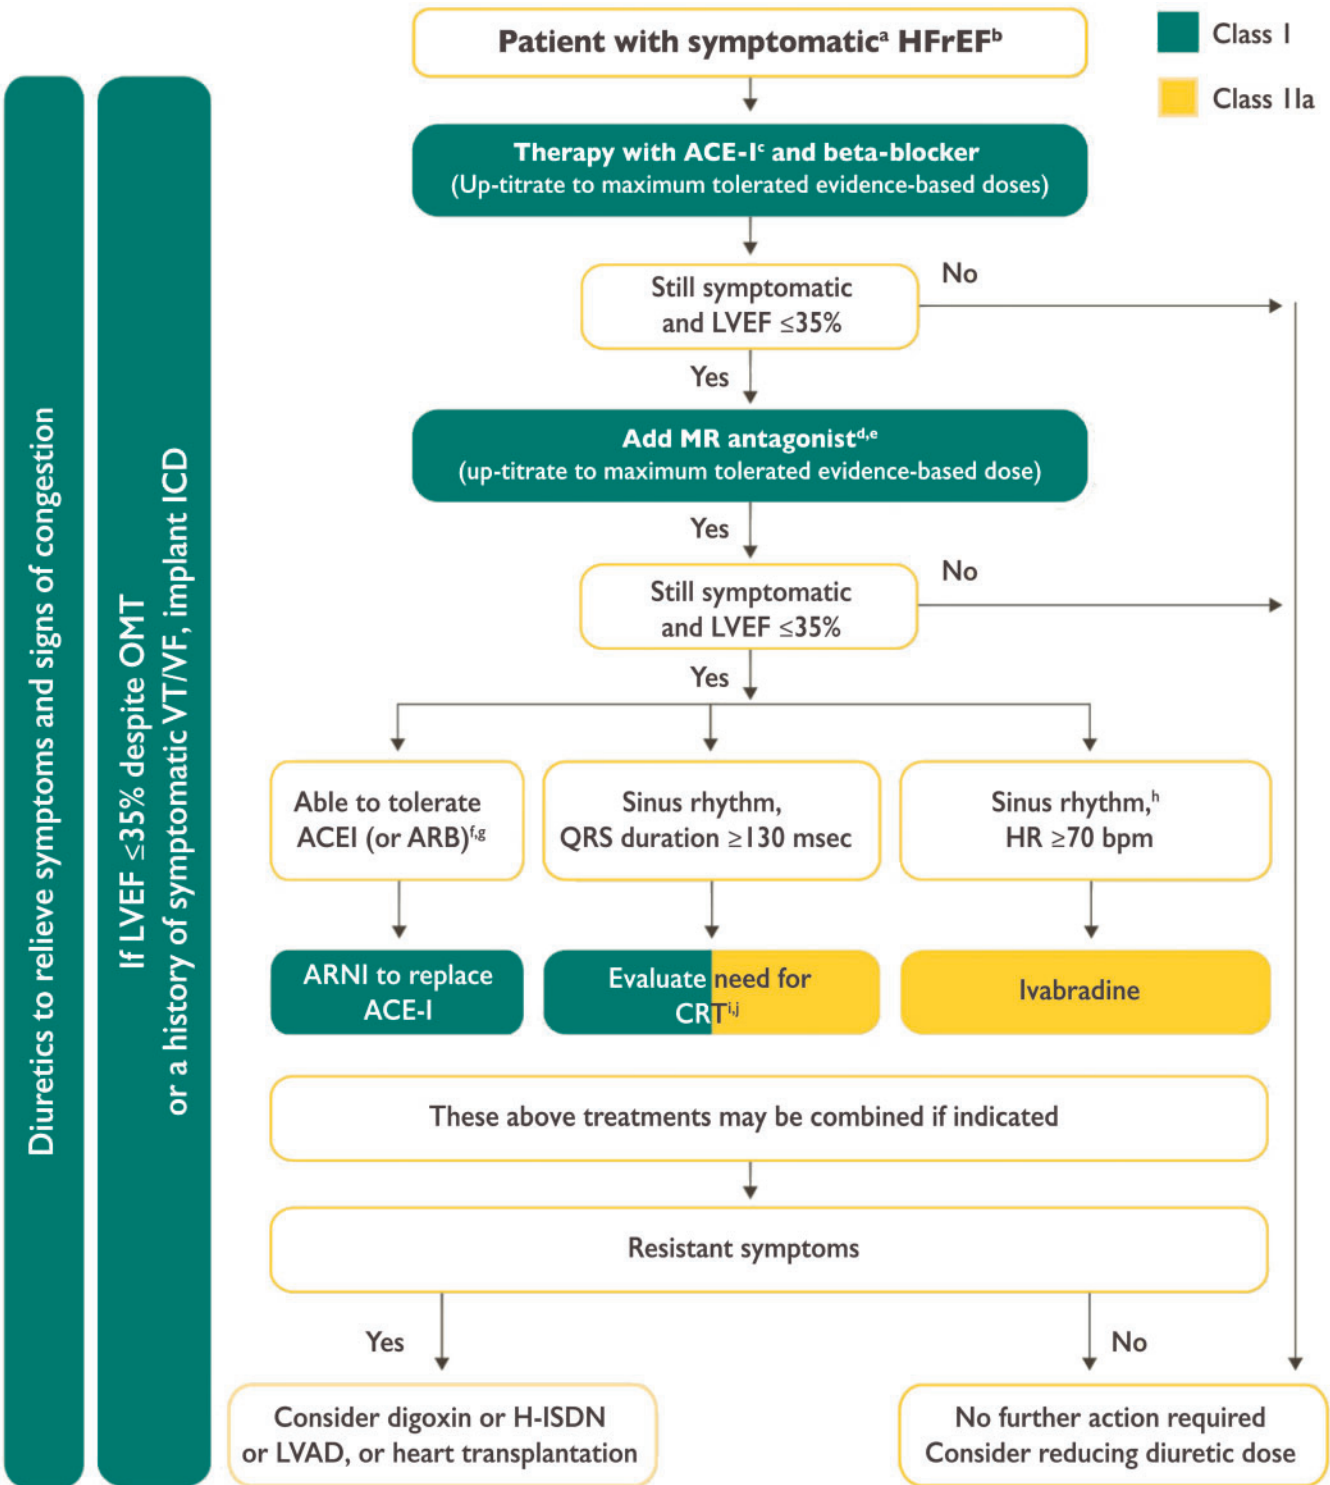 Patient with symptomaticᵃ HFrEFᵇ
Class I
Class IIa
Therapy with ACE-Iᶜ and beta-blocker
(Up-titrate to maximum tolerated evidence-based doses)
Still symptomatic
and LVEF ≤35%
No
Yes
Add MR antagonistᵈ,ᵉ
(up-titrate to maximum tolerated evidence-based dose)
Yes
Still symptomatic
and LVEF ≤35%
No
Yes
Able to tolerate
ACEI (or ARB)ᶠ,ᵍ
Sinus rhythm,
QRS duration ≥130 msec
Sinus rhythm,ʰ
HR ≥70 bpm
ARNI to replace
ACE-I
Evaluate need for
CRTⁱ,ʲ
Ivabradine
These above treatments may be combined if indicated
Resistant symptoms
Yes
No
Consider digoxin or H-ISDN
or LVAD, or heart transplantation
No further action required
Consider reducing diuretic dose
Diuretics to relieve symptoms and signs of congestion
If LVEF ≤35% despite OMT
or a history of symptomatic VT/VF, implant ICD